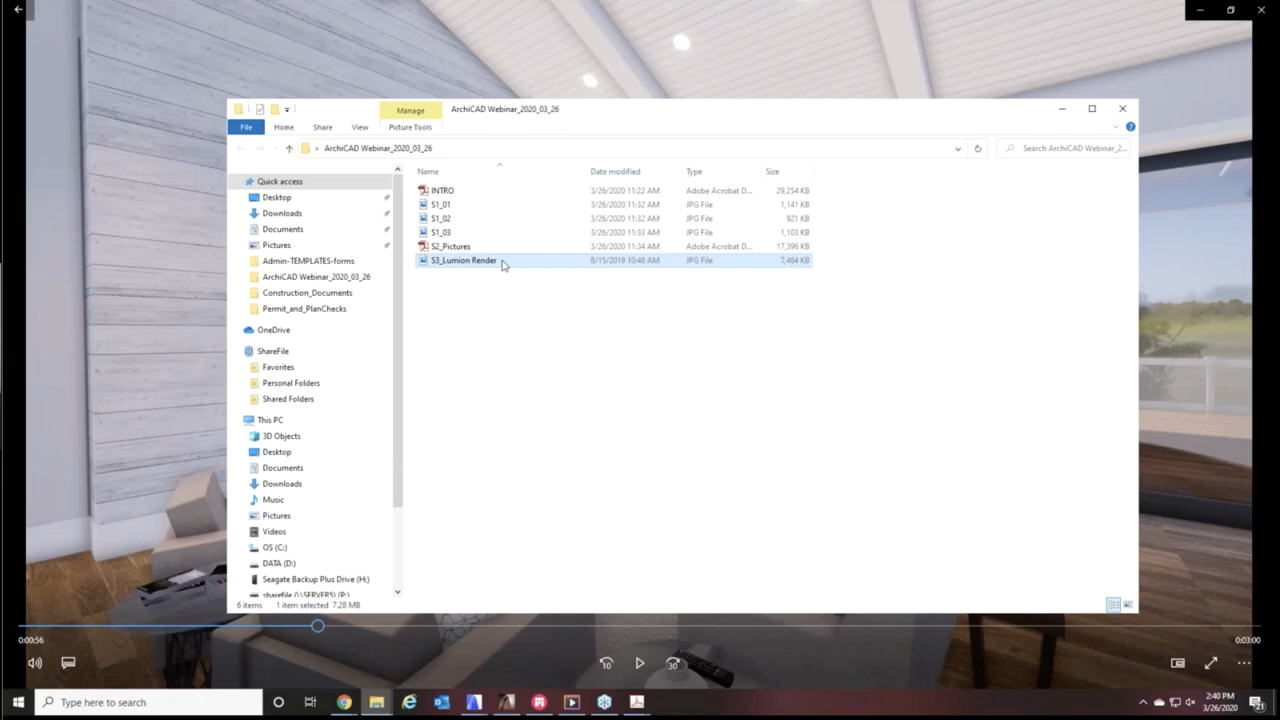 Manage ArchiCAD Webinar_2020_03_26
File Home Share View Picture Tools
ArchiCAD Webinar_2020_03_26 Search ArchiCAD Webinar_2...
Name Date modified Type Size
Quick access
Desktop
Downloads
Documents
Pictures
Admin-TEMPLATES-forms
ArchiCAD Webinar_2020_03_26
Construction_Documents
Permit_and_PlanChecks
OneDrive
ShareFile
Favorites
Personal Folders
Shared Folders
This PC
3D Objects
Desktop
Documents
Downloads
Music
Pictures
Videos
OS (C:)
DATA (D:)
Seagate Backup Plus Drive (H:)
sharefile (\\SERVER5) (P:)
INTRO 3/26/2020 11:22 AM Adobe Acrobat D... 29,254 KB
S1_01 3/26/2020 11:32 AM JPG File 1,141 KB
S1_02 3/26/2020 11:32 AM JPG File 921 KB
S1_03 3/26/2020 11:33 AM JPG File 1,103 KB
S2_Pictures 3/26/2020 11:34 AM Adobe Acrobat D... 17,396 KB
S3_Lumion Render 8/15/2019 10:48 AM JPG File 7,464 KB
6 items 1 item selected 7.28 MB
0:00:56 0:03:00
10 30
Type here to search
2:40 PM
3/26/2020
21